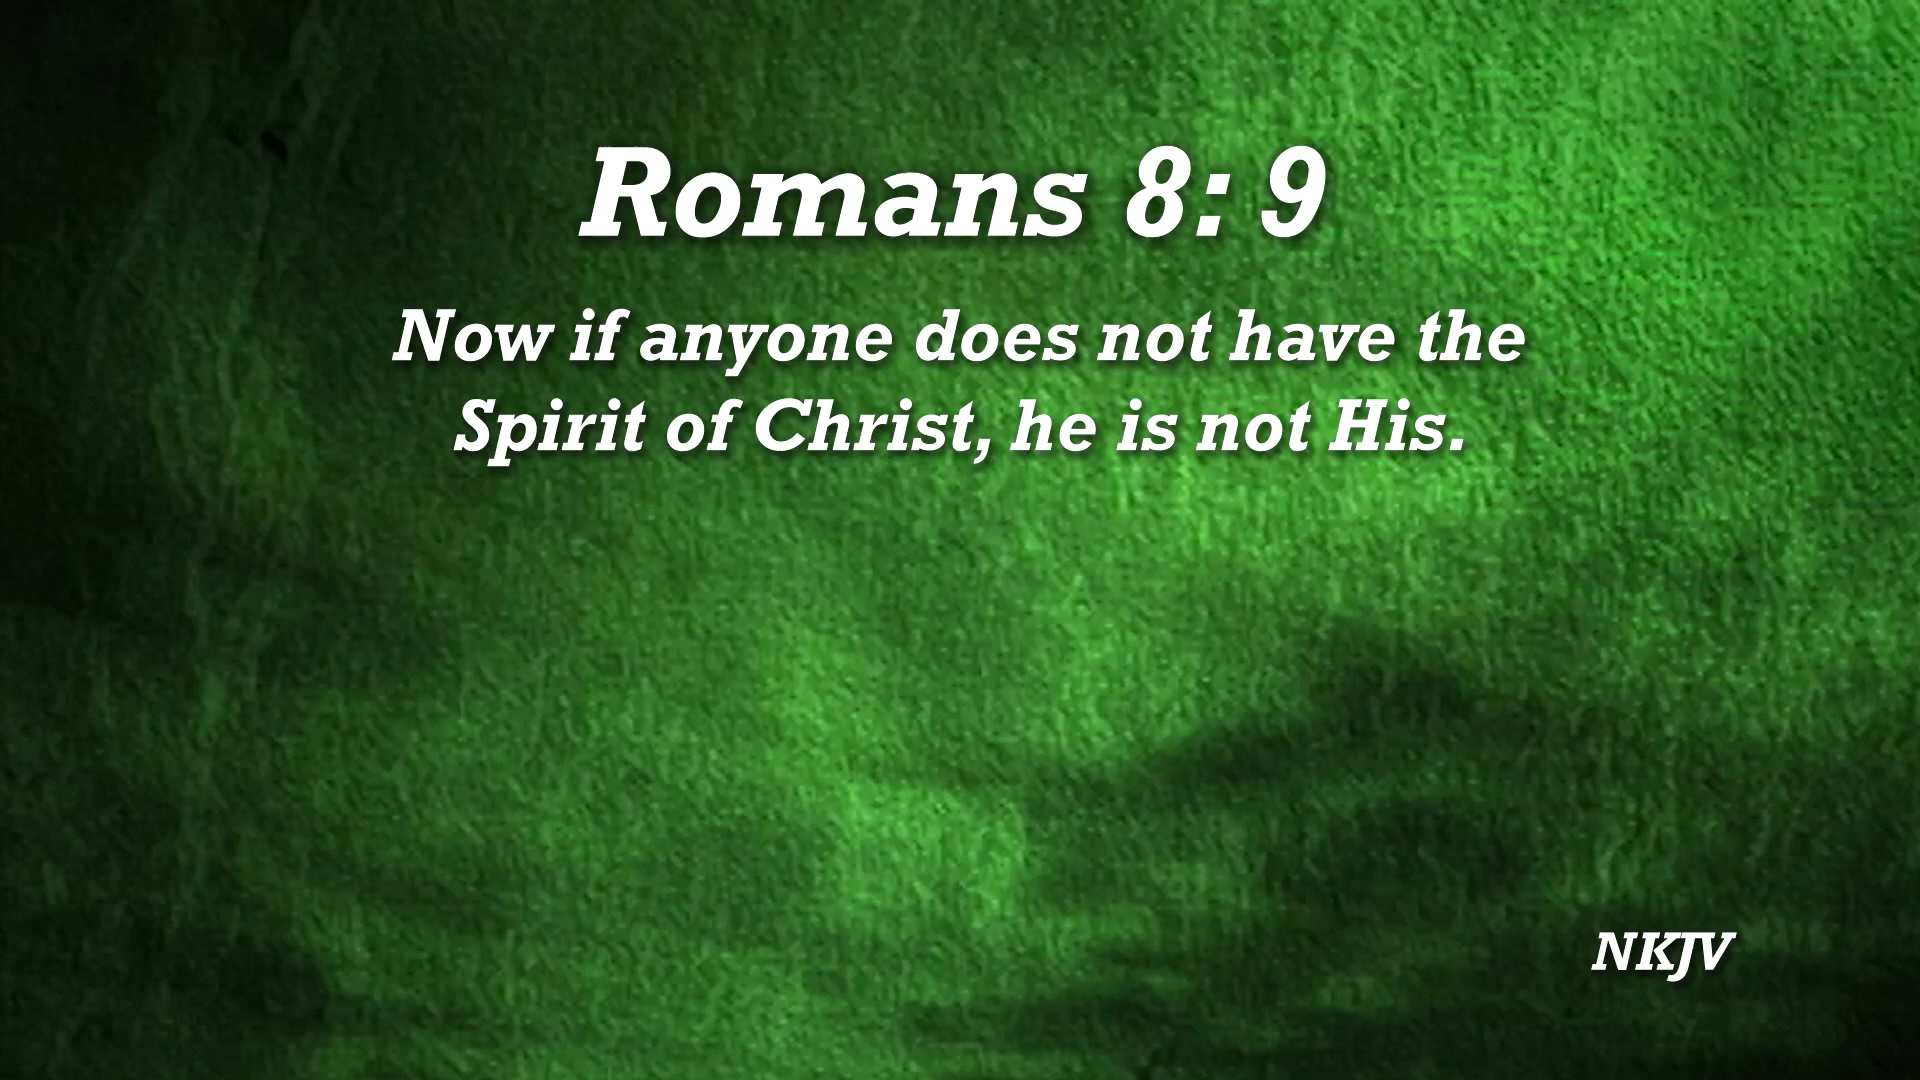 Romans 8: 9
Now if anyone does not have the
Spirit of Christ, he is not His.
NKJV